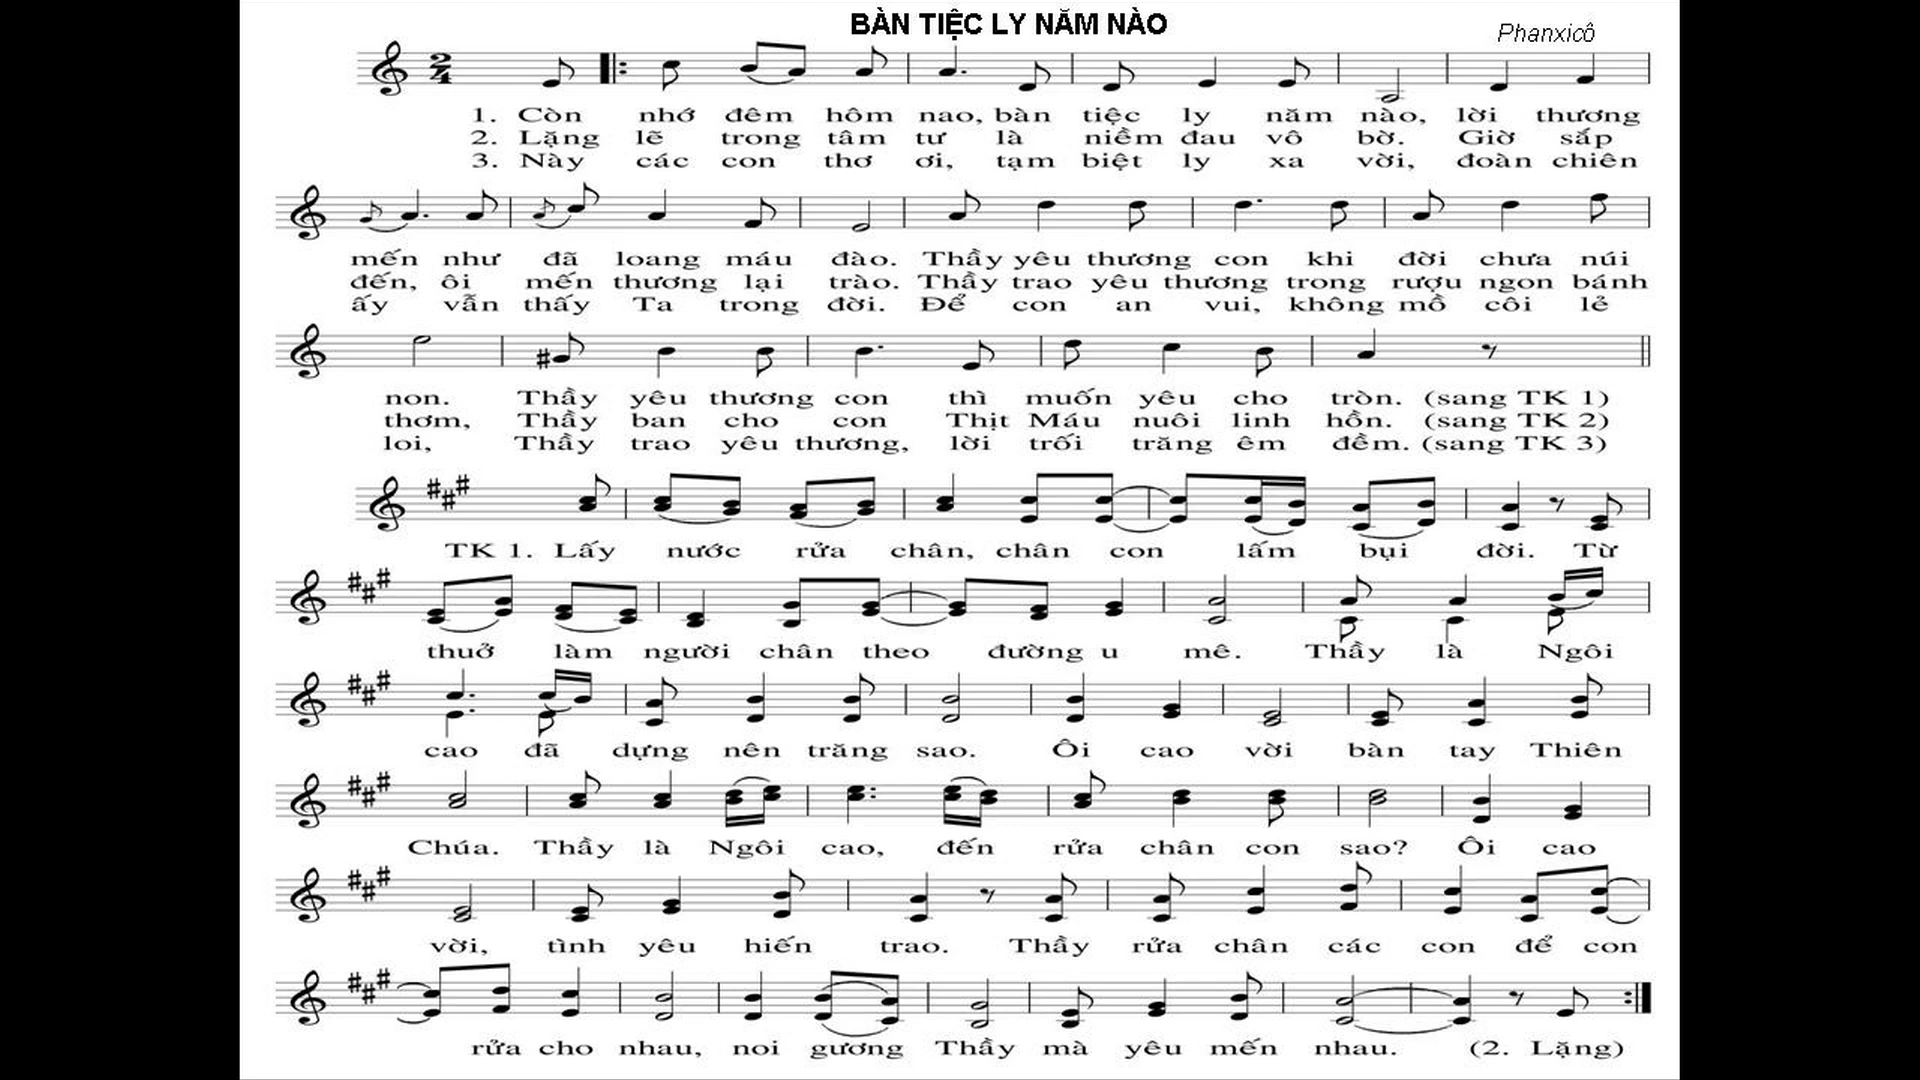 BÀN TIỆC LY NĂM NÀO
Phanxicô
1. Còn nhớ đêm hôm nao, bàn tiệc ly năm nào, lời thương
2. Lặng lẽ trong tâm tư là niềm đau vô bờ. Giờ sắp
3. Này các con thơ ơi, tạm biệt ly xa vời, đoàn chiên
mến như đã loang máu đào. Thầy yêu thương con khi đời chưa núi
đến, ôi mến thương lại trào. Thầy trao yêu thương trong rượu ngon bánh
ấy vẫn thấy Ta trong đời. Để con an vui, không mồ côi lẻ
non. Thầy yêu thương con thì muốn yêu cho tròn. (sang TK 1)
thơm, Thầy ban cho con Thịt Máu nuôi linh hồn. (sang TK 2)
loi, Thầy trao yêu thương, lời trối trăng êm đềm. (sang TK 3)
TK 1. Lấy nước rửa chân, chân con lấm bụi đời. Từ
thuở làm người chân theo đường u mê. Thầy là Ngôi
cao đã dựng nên trăng sao. Ôi cao vời bàn tay Thiên
Chúa. Thầy là Ngôi cao, đến rửa chân con sao? Ôi cao
vời, tình yêu hiến trao. Thầy rửa chân các con để con
rửa cho nhau, noi gương Thầy mà yêu mến nhau. (2. Lặng)